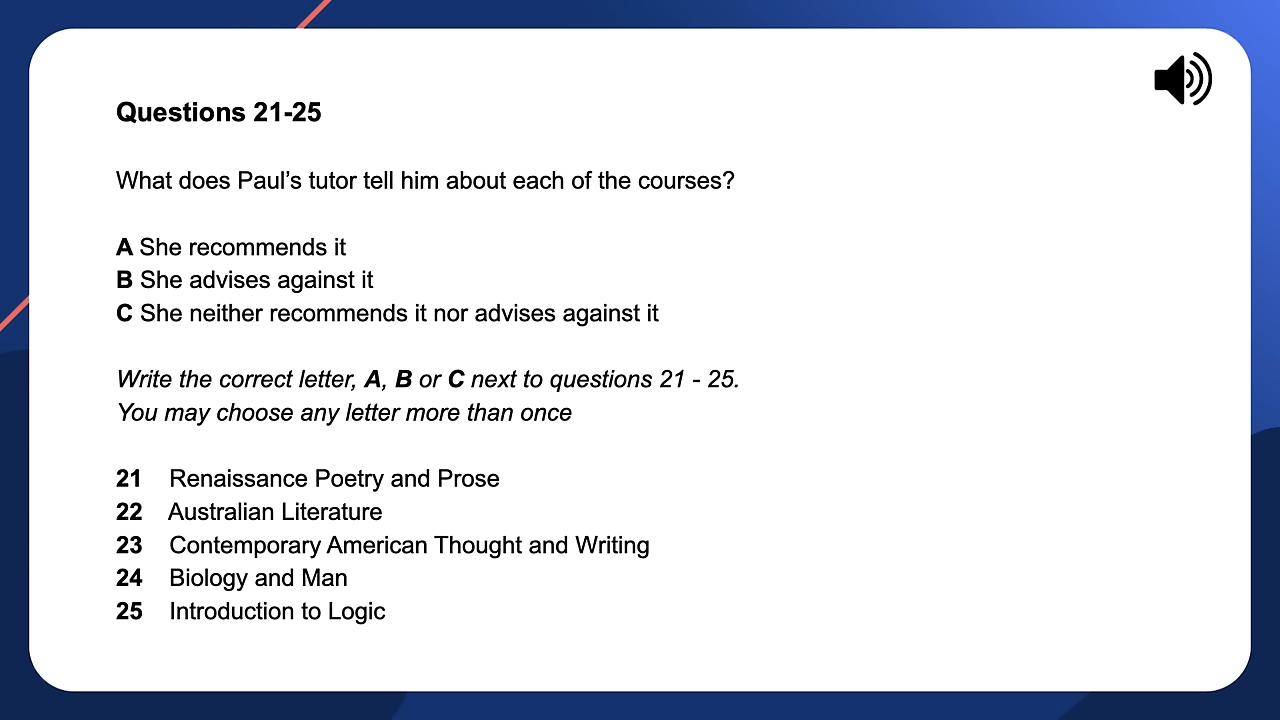 Questions 21-25
What does Paul’s tutor tell him about each of the courses?
A She recommends it
B She advises against it
C She neither recommends it nor advises against it
Write the correct letter, A, B or C next to questions 21 - 25.
You may choose any letter more than once
21 Renaissance Poetry and Prose
22 Australian Literature
23 Contemporary American Thought and Writing
24 Biology and Man
25 Introduction to Logic